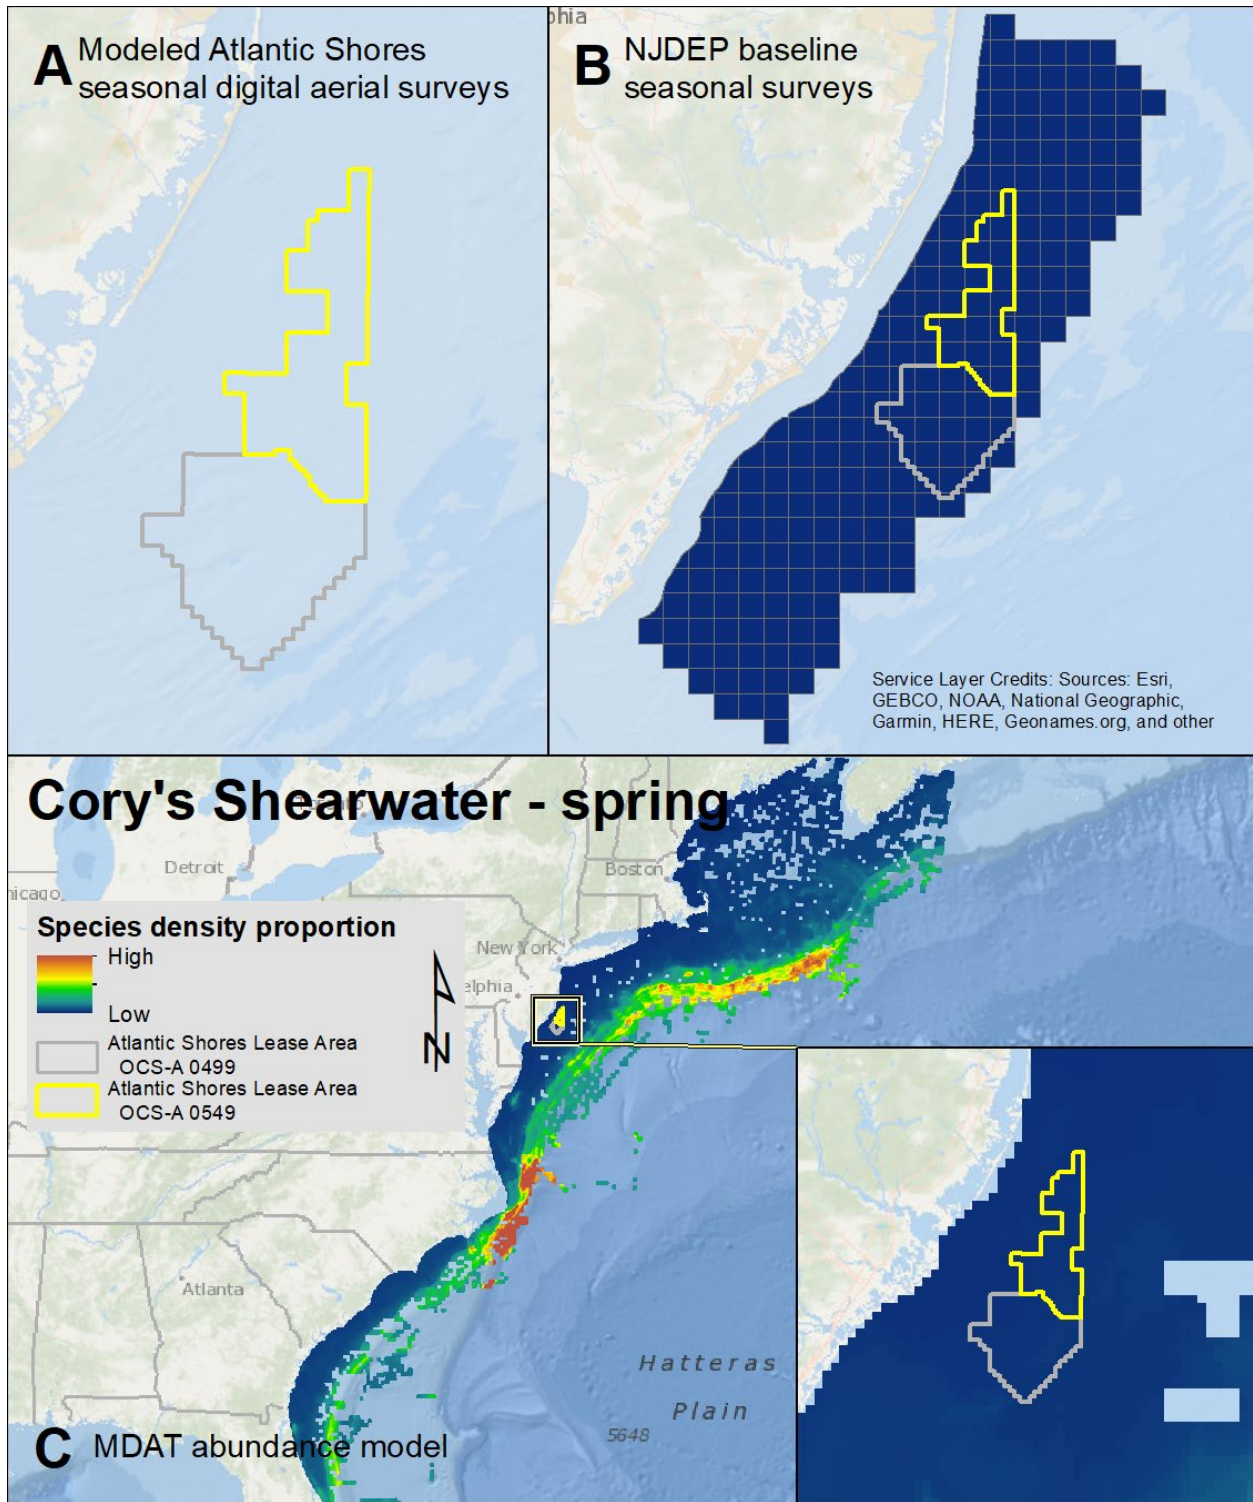 A Modeled Atlantic Shores
seasonal digital aerial surveys
phia
B NJDEP baseline
seasonal surveys
Service Layer Credits: Sources: Esri,
GEBCO, NOAA, National Geographic,
Garmin, HERE, Geonames.org, and other
Cory's Shearwater - spring
Detroit
Boston
hicago
New York
elphia
Species density proportion
High
Low
Atlantic Shores Lease Area
OCS-A 0499
Atlantic Shores Lease Area
OCS-A 0549
N
Atlanta
Hatteras
Plain
5648
C MDAT abundance model